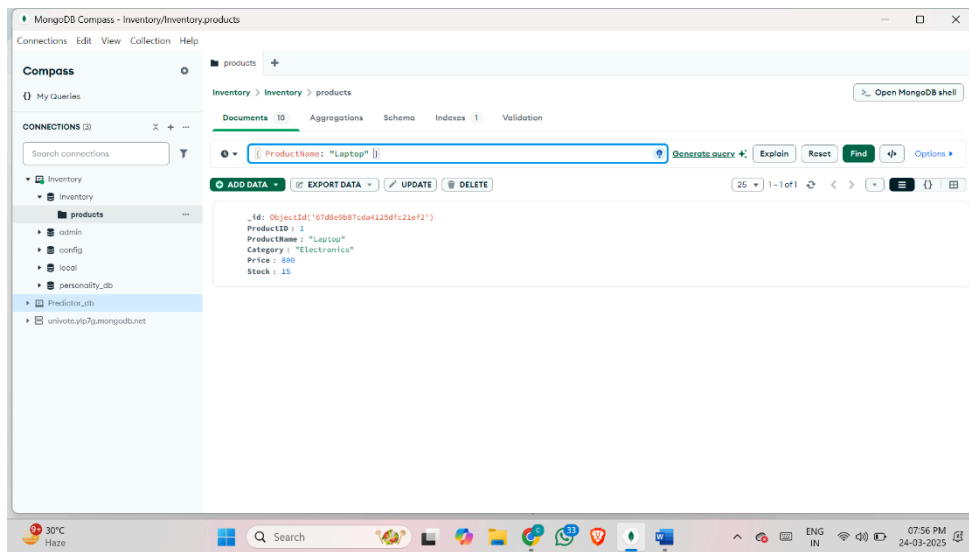 MongoDB Compass - Inventory/Inventory.products
Connections Edit View Collection Help
Compass
{} My Queries
CONNECTIONS (3)
Search connections
Inventory
Inventory
products
admin
config
local
personality_db
Predictor_db
univote.ylp7g.mongodb.net
products
Inventory > Inventory > products
>_ Open MongoDB shell
Documents 10 Aggregations Schema Indexes 1 Validation
{ ProductName: "Laptop" }
Generate query Explain Reset Find </> Options
ADD DATA EXPORT DATA UPDATE DELETE
25 1-1 of 1
_id: ObjectId('67d8e9b87cda4125dfc21ef2')
ProductID : 1
ProductName : "Laptop"
Category : "Electronics"
Price : 800
Stock : 15
9+ 30°C
Haze
Search
33
ENG
IN
07:56 PM
24-03-2025